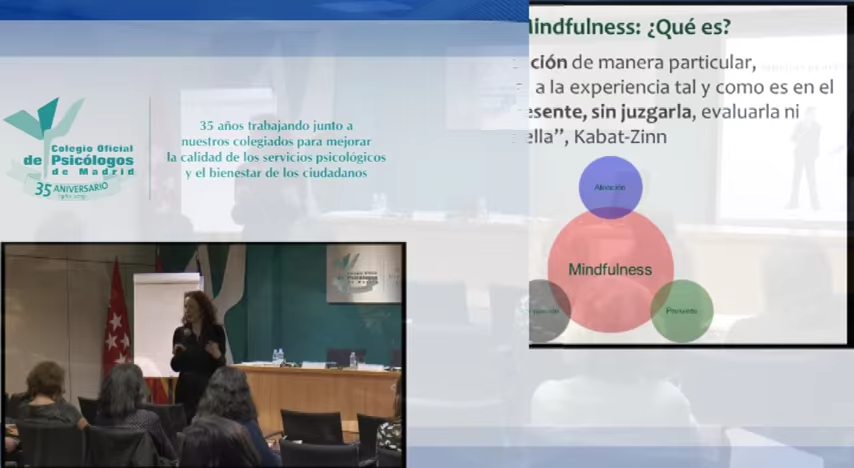 35 años trabajando junto a
nuestros colegiados para mejorar
la calidad de los servicios psicológicos
y el bienestar de los ciudadanos
Colegio Oficial
de Psicólogos
de Madrid
35 ANIVERSARIO
indfulness: ¿Qué es?
ción de manera particular,
a la experiencia tal y como es en el
esente, sin juzgarla, evaluarla ni
ella”, Kabat-Zinn
Atención
Mindfulness
Presente